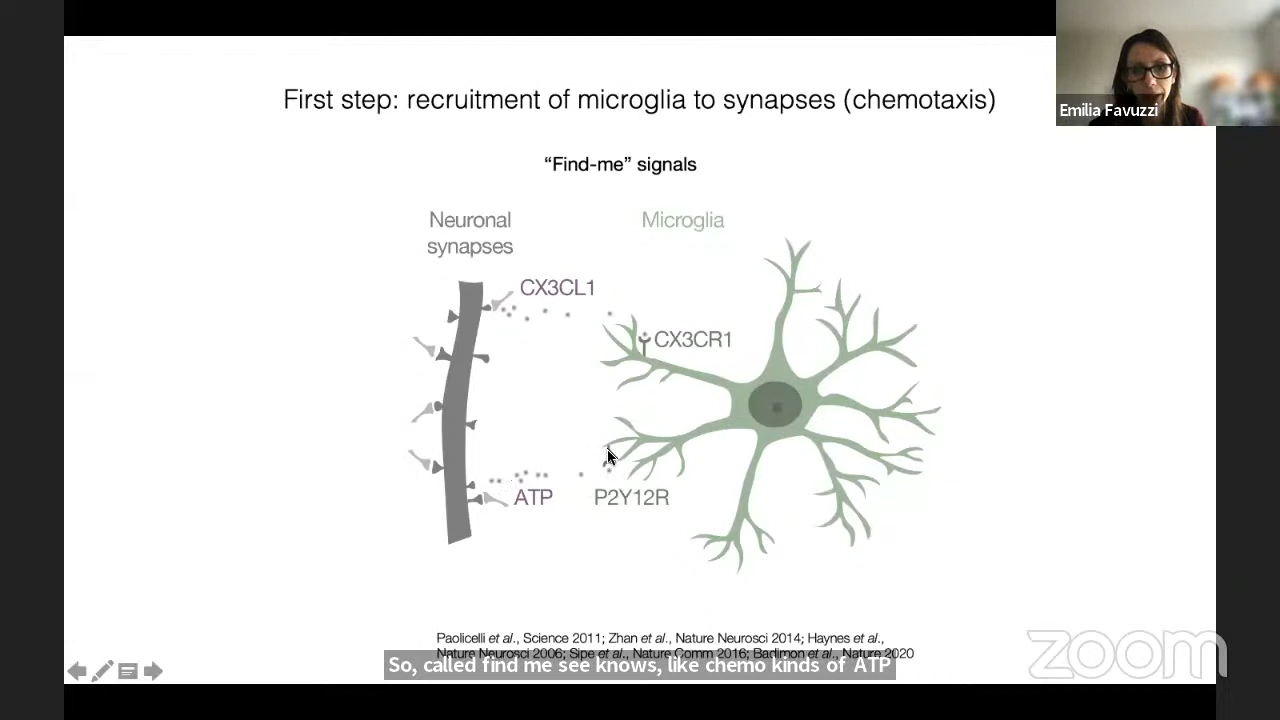 First step: recruitment of microglia to synapses (chemotaxis)
Emilia Favuzzi
“Find-me” signals
Neuronal
synapses
Microglia
CX3CL1
CX3CR1
ATP
P2Y12R
Paolicelli et al., Science 2011; Zhan et al., Nature Neurosci 2014; Haynes et al.,
Nature Neurosci 2006; Sipe et al., Nature Comm 2016; Badimon et al., Nature 2020
So, called find me see knows, like chemo kinds of ATP
zoom